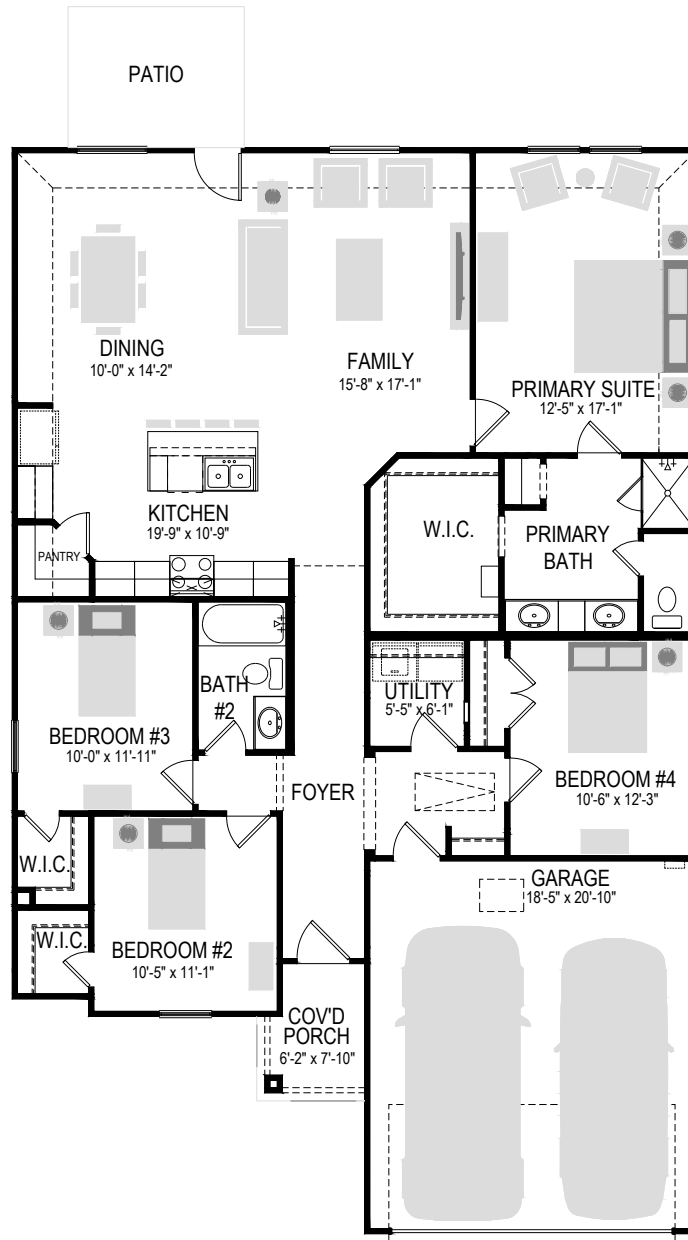 PATIO
DINING
10'-0" x 14'-2"
FAMILY
15'-8" x 17'-1"
PRIMARY SUITE
12'-5" x 17'-1"
KITCHEN
19'-9" x 10'-9"
PANTRY
W.I.C.
PRIMARY
BATH
BATH
#2
UTILITY
5'-5" x 6'-1"
BEDROOM #3
10'-0" x 11'-11"
FOYER
BEDROOM #4
10'-6" x 12'-3"
W.I.C.
W.I.C.
BEDROOM #2
10'-5" x 11'-1"
GARAGE
18'-5" x 20'-10"
COV'D
PORCH
6'-2" x 7'-10"